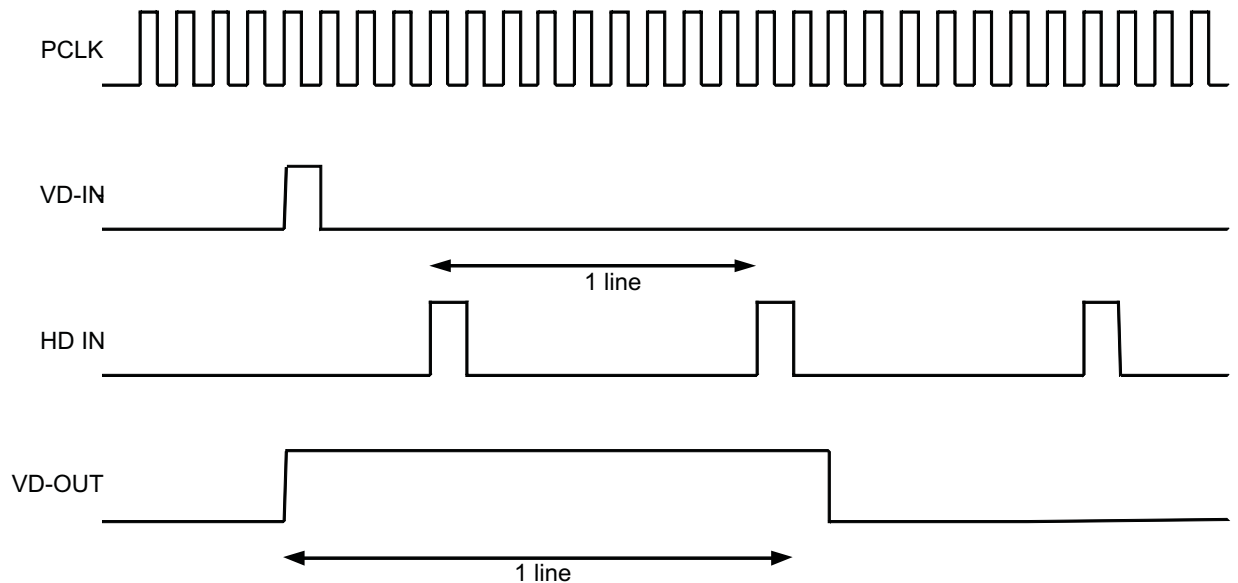 PCLK
VD-IN
1 line
HD IN
VD-OUT
1 line